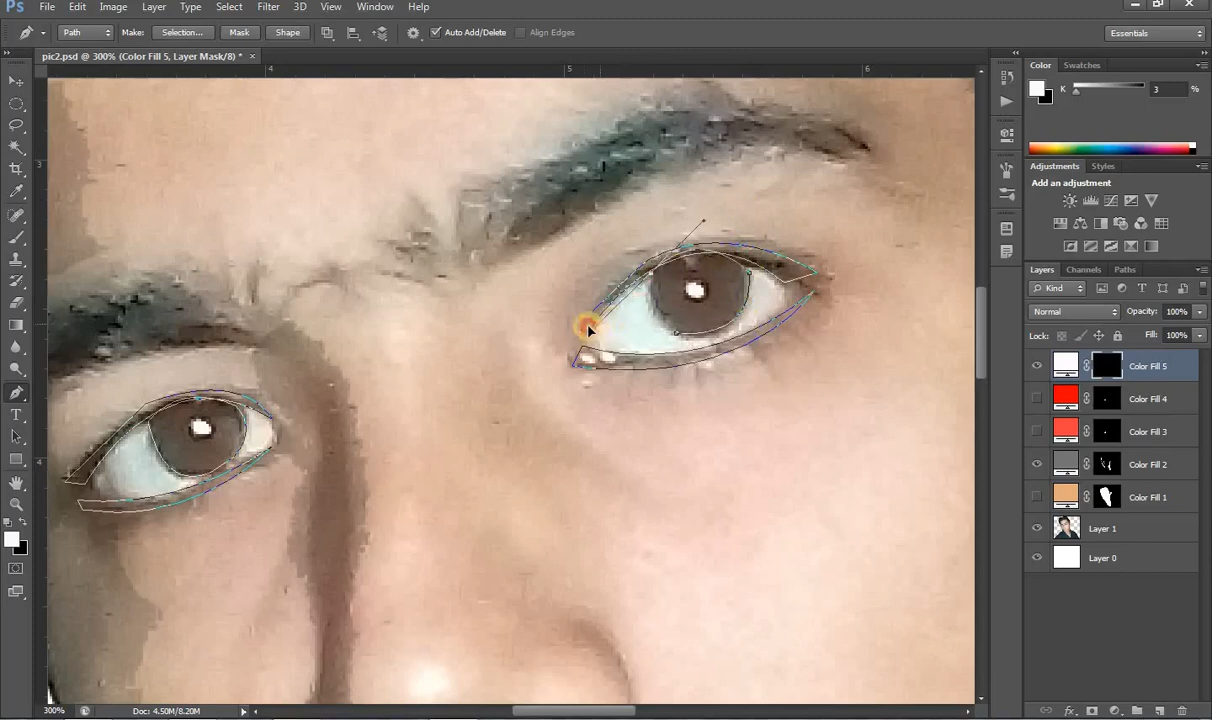 Ps File Edit Image Layer Type Select Filter 3D View Window Help
Path Make: Selection... Mask Shape Auto Add/Delete Align Edges Essentials
pic2.psd @ 300% (Color Fill 5, Layer Mask/8) * ×
4 5 6
3
4
Color Swatches
K 3 %
Adjustments Styles
Add an adjustment
Layers Channels Paths
Kind
Normal Opacity: 100%
Lock: Fill: 100%
Color Fill 5
Color Fill 4
Color Fill 3
Color Fill 2
Color Fill 1
Layer 1
Layer 0
300% Doc: 4.50M/8.20M